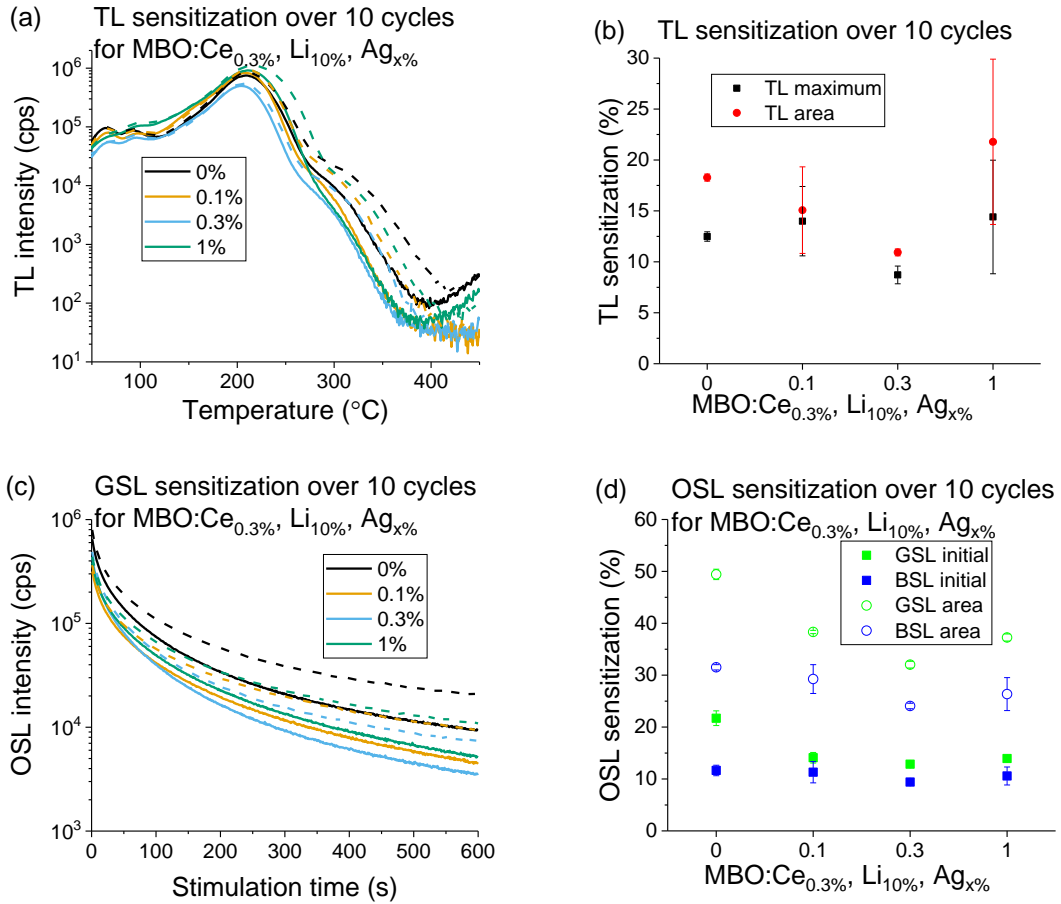 (a)
TL sensitization over 10 cycles
for MBO:Ce0.3%, Li10%, Agx%
TL intensity (cps)
10^6
10^5
10^4
10^3
10^2
10^1
0%
0.1%
0.3%
1%
100 200 300 400
Temperature (°C)
(b)
TL sensitization over 10 cycles
TL sensitization (%)
30
25
20
15
10
5
0
TL maximum
TL area
0 0.1 0.3 1
MBO:Ce0.3%, Li10%, Agx%
(c)
GSL sensitization over 10 cycles
for MBO:Ce0.3%, Li10%, Agx%
OSL intensity (cps)
10^6
10^5
10^4
10^3
0%
0.1%
0.3%
1%
0 100 200 300 400 500 600
Stimulation time (s)
(d)
OSL sensitization over 10 cycles
for MBO:Ce0.3%, Li10%, Agx%
OSL sensitization (%)
60
50
40
30
20
10
0
GSL initial
BSL initial
GSL area
BSL area
0 0.1 0.3 1
MBO:Ce0.3%, Li10%, Agx%